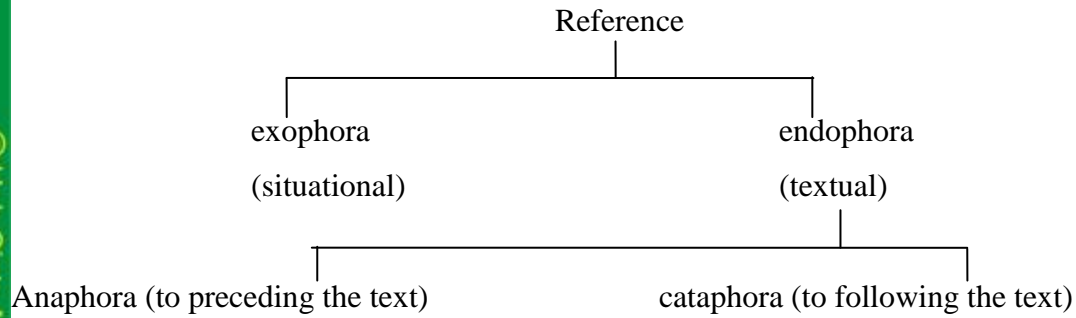 Reference
exophora endophora
(situational) (textual)
Anaphora (to preceding the text) cataphora (to following the text)